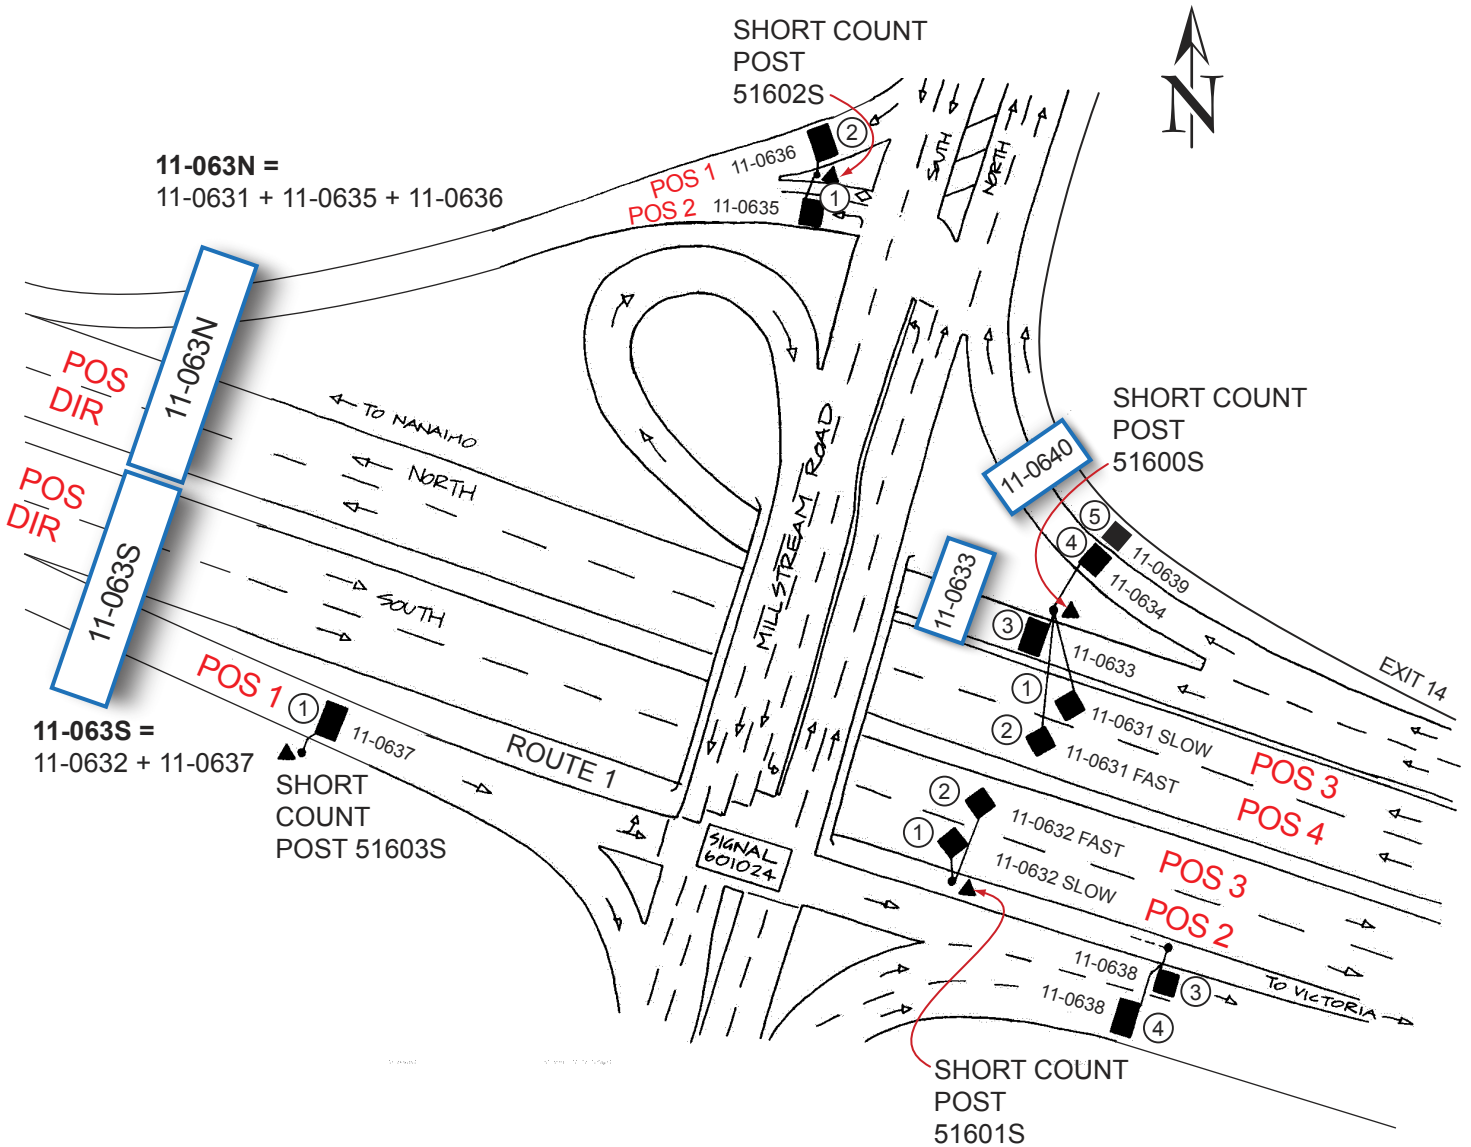 SHORT COUNT
POST
51602S
N
11-063N =
11-0631 + 11-0635 + 11-0636
2
POS 1
11-0636
1
POS 2
11-0635
SOUTH
NORTH
11-063N
POS
DIR
← TO NANAIMO
NORTH
SHORT COUNT
POST
51600S
11-0640
POS
DIR
11-063S
SOUTH
MILLSTREAM ROAD
5
4
11-0639
11-0634
11-0633
3
11-0633
EXIT 14
1
11-0631 SLOW
2
11-0631 FAST
POS 3
POS 4
POS 1
1
11-0637
11-063S =
11-0632 + 11-0637
SHORT
COUNT
POST 51603S
ROUTE 1
2
11-0632 FAST
1
11-0632 SLOW
POS 3
POS 2
SIGNAL
601024
11-0638
3
11-0638
4
TO VICTORIA
SHORT COUNT
POST
51601S